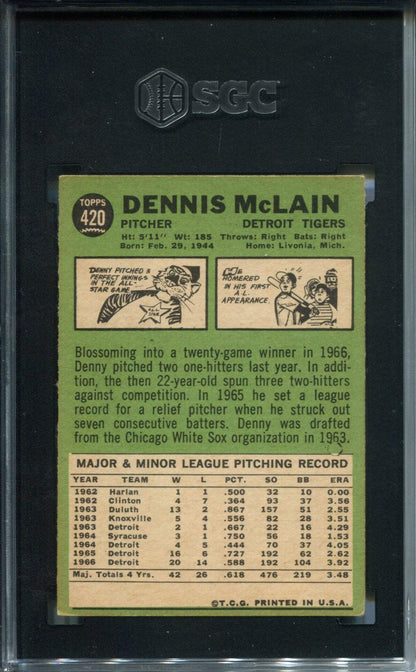 SGC
TOPPS
420
DENNIS McLAIN
PITCHER DETROIT TIGERS
Ht: 5'11" Wt: 185 Throws: Right Bats: Right
Born: Feb. 29, 1944 Home: Livonia, Mich.
DENNY PITCHED 3
PERFECT INNINGS
IN THE ALL-
STAR GAME
HOMERED
IN HIS FIRST
A.L.
APPEARANCE.
Blossoming into a twenty-game winner in 1966,
Denny pitched two one-hitters last year. In addi-
tion, the then 22-year-old spun three two-hitters
against competition. In 1965 he set a league
record for a relief pitcher when he struck out
seven consecutive batters. Denny was drafted
from the Chicago White Sox organization in 1963.
MAJOR & MINOR LEAGUE PITCHING RECORD
YEAR TEAM W L PCT. SO BB ERA
1962 Harlan 1 1 .500 32 10 0.00
1962 Clinton 4 7 .364 93 37 3.56
1963 Duluth 13 2 .867 157 51 2.55
1963 Knoxville 5 4 .556 82 28 3.51
1963 Detroit 2 1 .667 22 16 4.29
1964 Syracuse 3 1 .750 56 18 1.53
1964 Detroit 4 5 .444 70 37 4.05
1965 Detroit 16 6 .727 192 62 2.62
1966 Detroit 20 14 .588 192 104 3.92
Maj. Totals 4 Yrs. 42 26 .618 476 219 3.48
©T.C.G. PRINTED IN U.S.A.